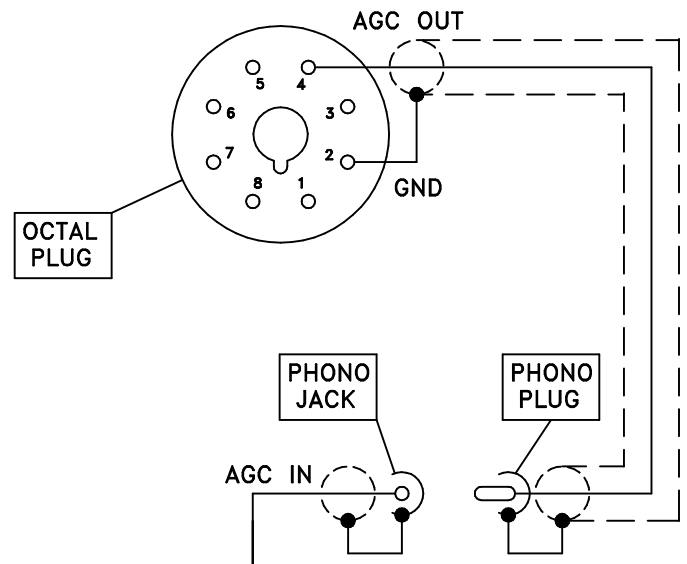 AGC OUT
5
4
6
3
7
2
8
1
GND
OCTAL
PLUG
PHONO
JACK
PHONO
PLUG
AGC IN